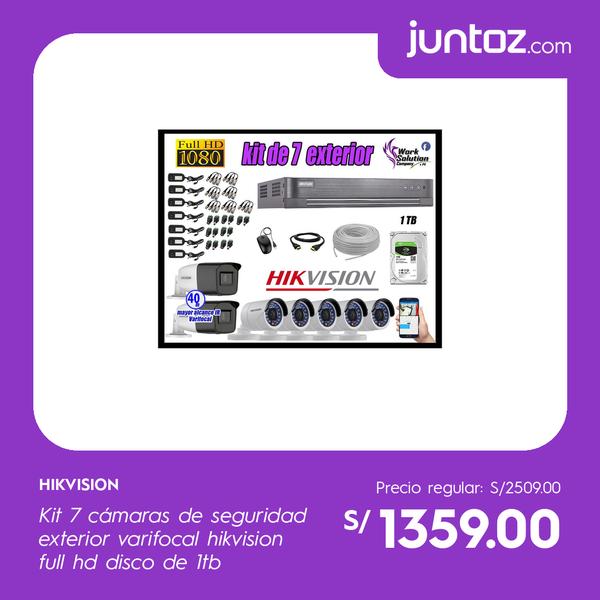 juntoz.com
Full HD
1080
kit de 7 exterior
Work
Solution
Company
1 TB
HIKVISION
40
mayor alcance IR
Varifocal
HIKVISION
Precio regular: S/2509.00
Kit 7 cámaras de seguridad
exterior varifocal hikvision
full hd disco de 1tb
S/ 1359.00